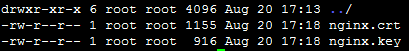 drwxr-xr-x 6 root root 4096 Aug 20 17:13 ../
-rw-r--r-- 1 root root 1155 Aug 20 17:18 nginx.crt
-rw-r--r-- 1 root root  916 Aug 20 17:18 nginx.key